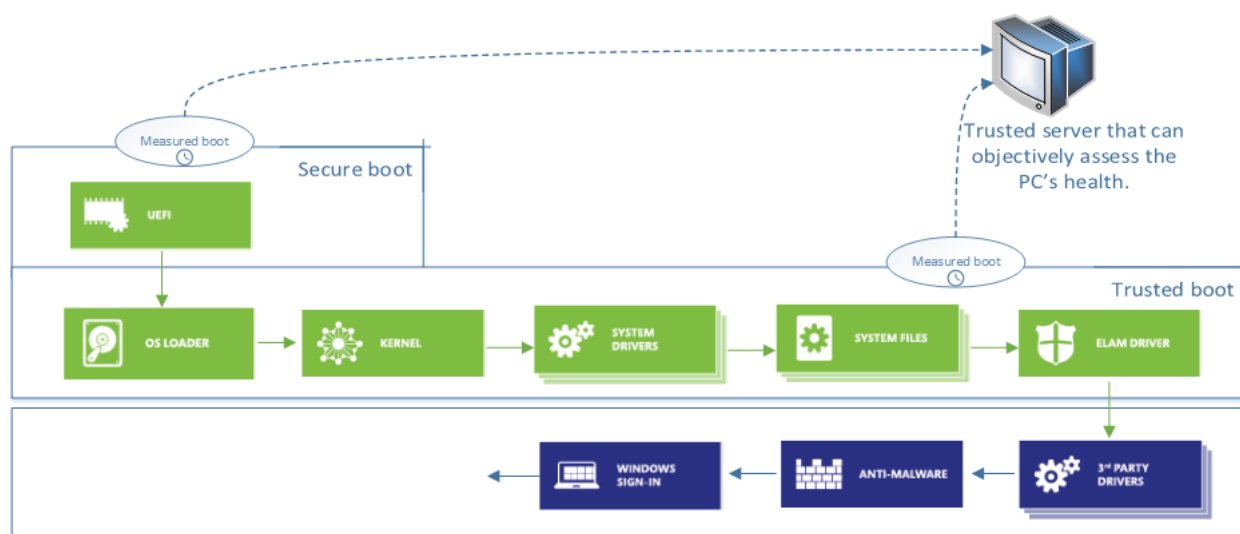 Measured boot
Secure boot
Trusted server that can
objectively assess the
PC's health.
UEFI
Measured boot
Trusted boot
OS LOADER
KERNEL
SYSTEM
DRIVERS
SYSTEM FILES
ELAM DRIVER
WINDOWS
SIGN-IN
ANTI-MALWARE
3rd PARTY
DRIVERS